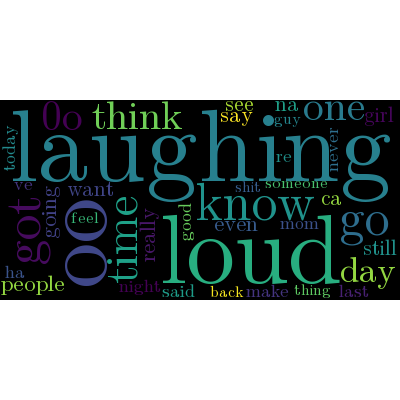 0o think see say na guy one girl
today laughing re never
ve going want shit someone ca
got oo feel time really good know even mom go still
ha people night said loud back make thing last day